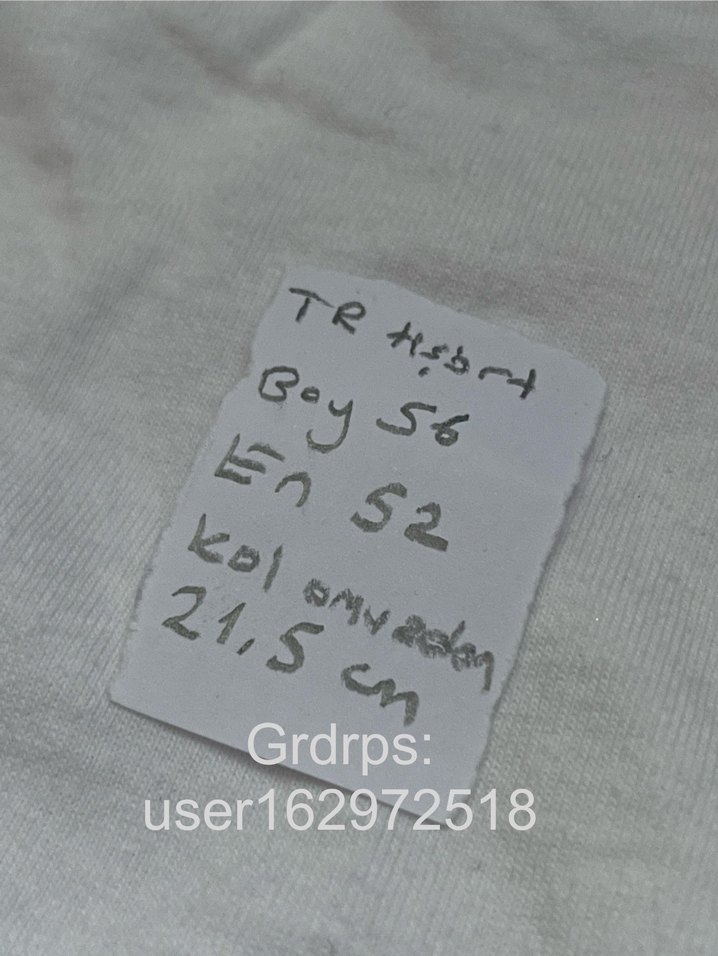 TR tişört
Boy 56
En 52
Kol omuzdan
21,5 cm
Grdrps:
user162972518